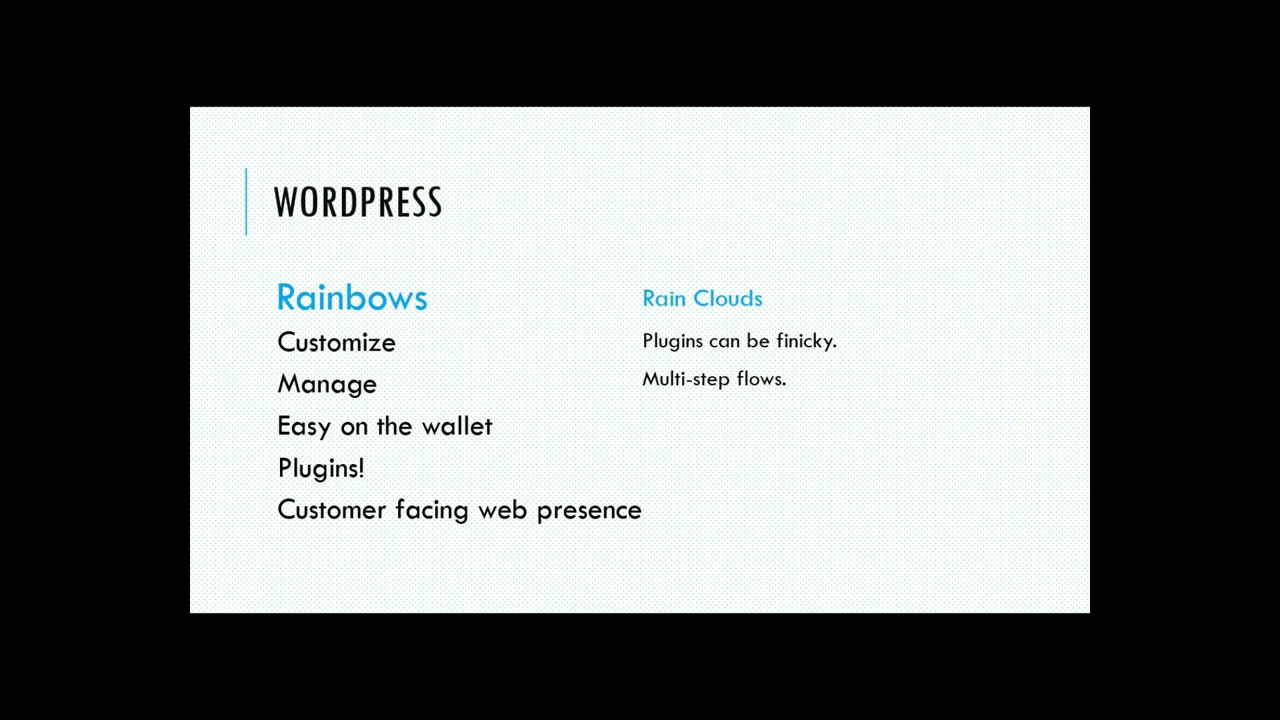 WORDPRESS
Rainbows
Customize
Manage
Easy on the wallet
Plugins!
Customer facing web presence
Rain Clouds
Plugins can be finicky.
Multi-step flows.